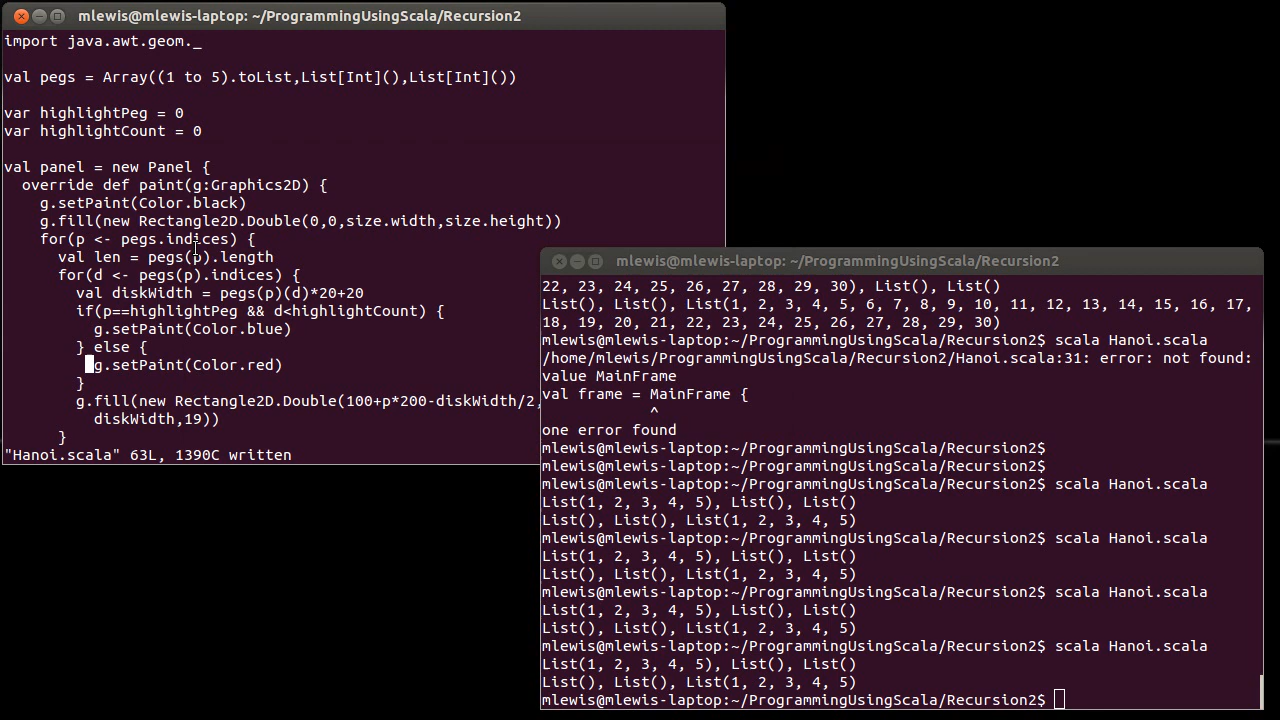 mlewis@mlewis-laptop: ~/ProgrammingUsingScala/Recursion2
import java.awt.geom._
val pegs = Array((1 to 5).toList,List[Int](),List[Int]())
var highlightPeg = 0
var highlightCount = 0
val panel = new Panel {
override def paint(g:Graphics2D) {
g.setPaint(Color.black)
g.fill(new Rectangle2D.Double(0,0,size.width,size.height))
for(p <- pegs.indices) {
val len = pegs(p).length
for(d <- pegs(p).indices) {
val diskWidth = pegs(p)(d)*20+20
if(p==highlightPeg && d<highlightCount) {
g.setPaint(Color.blue)
} else {
g.setPaint(Color.red)
}
g.fill(new Rectangle2D.Double(100+p*200-diskWidth/2,
diskWidth,19))
}
"Hanoi.scala" 63L, 1390C written
mlewis@mlewis-laptop: ~/ProgrammingUsingScala/Recursion2
22, 23, 24, 25, 26, 27, 28, 29, 30), List(), List()
List(), List(), List(1, 2, 3, 4, 5, 6, 7, 8, 9, 10, 11, 12, 13, 14, 15, 16, 17,
18, 19, 20, 21, 22, 23, 24, 25, 26, 27, 28, 29, 30)
mlewis@mlewis-laptop:~/ProgrammingUsingScala/Recursion2$ scala Hanoi.scala
/home/mlewis/ProgrammingUsingScala/Recursion2/Hanoi.scala:31: error: not found:
value MainFrame
val frame = MainFrame {
^
one error found
mlewis@mlewis-laptop:~/ProgrammingUsingScala/Recursion2$
mlewis@mlewis-laptop:~/ProgrammingUsingScala/Recursion2$
mlewis@mlewis-laptop:~/ProgrammingUsingScala/Recursion2$ scala Hanoi.scala
List(1, 2, 3, 4, 5), List(), List()
List(), List(), List(1, 2, 3, 4, 5)
mlewis@mlewis-laptop:~/ProgrammingUsingScala/Recursion2$ scala Hanoi.scala
List(1, 2, 3, 4, 5), List(), List()
List(), List(), List(1, 2, 3, 4, 5)
mlewis@mlewis-laptop:~/ProgrammingUsingScala/Recursion2$ scala Hanoi.scala
List(1, 2, 3, 4, 5), List(), List()
List(), List(), List(1, 2, 3, 4, 5)
mlewis@mlewis-laptop:~/ProgrammingUsingScala/Recursion2$ scala Hanoi.scala
List(1, 2, 3, 4, 5), List(), List()
List(), List(), List(1, 2, 3, 4, 5)
mlewis@mlewis-laptop:~/ProgrammingUsingScala/Recursion2$